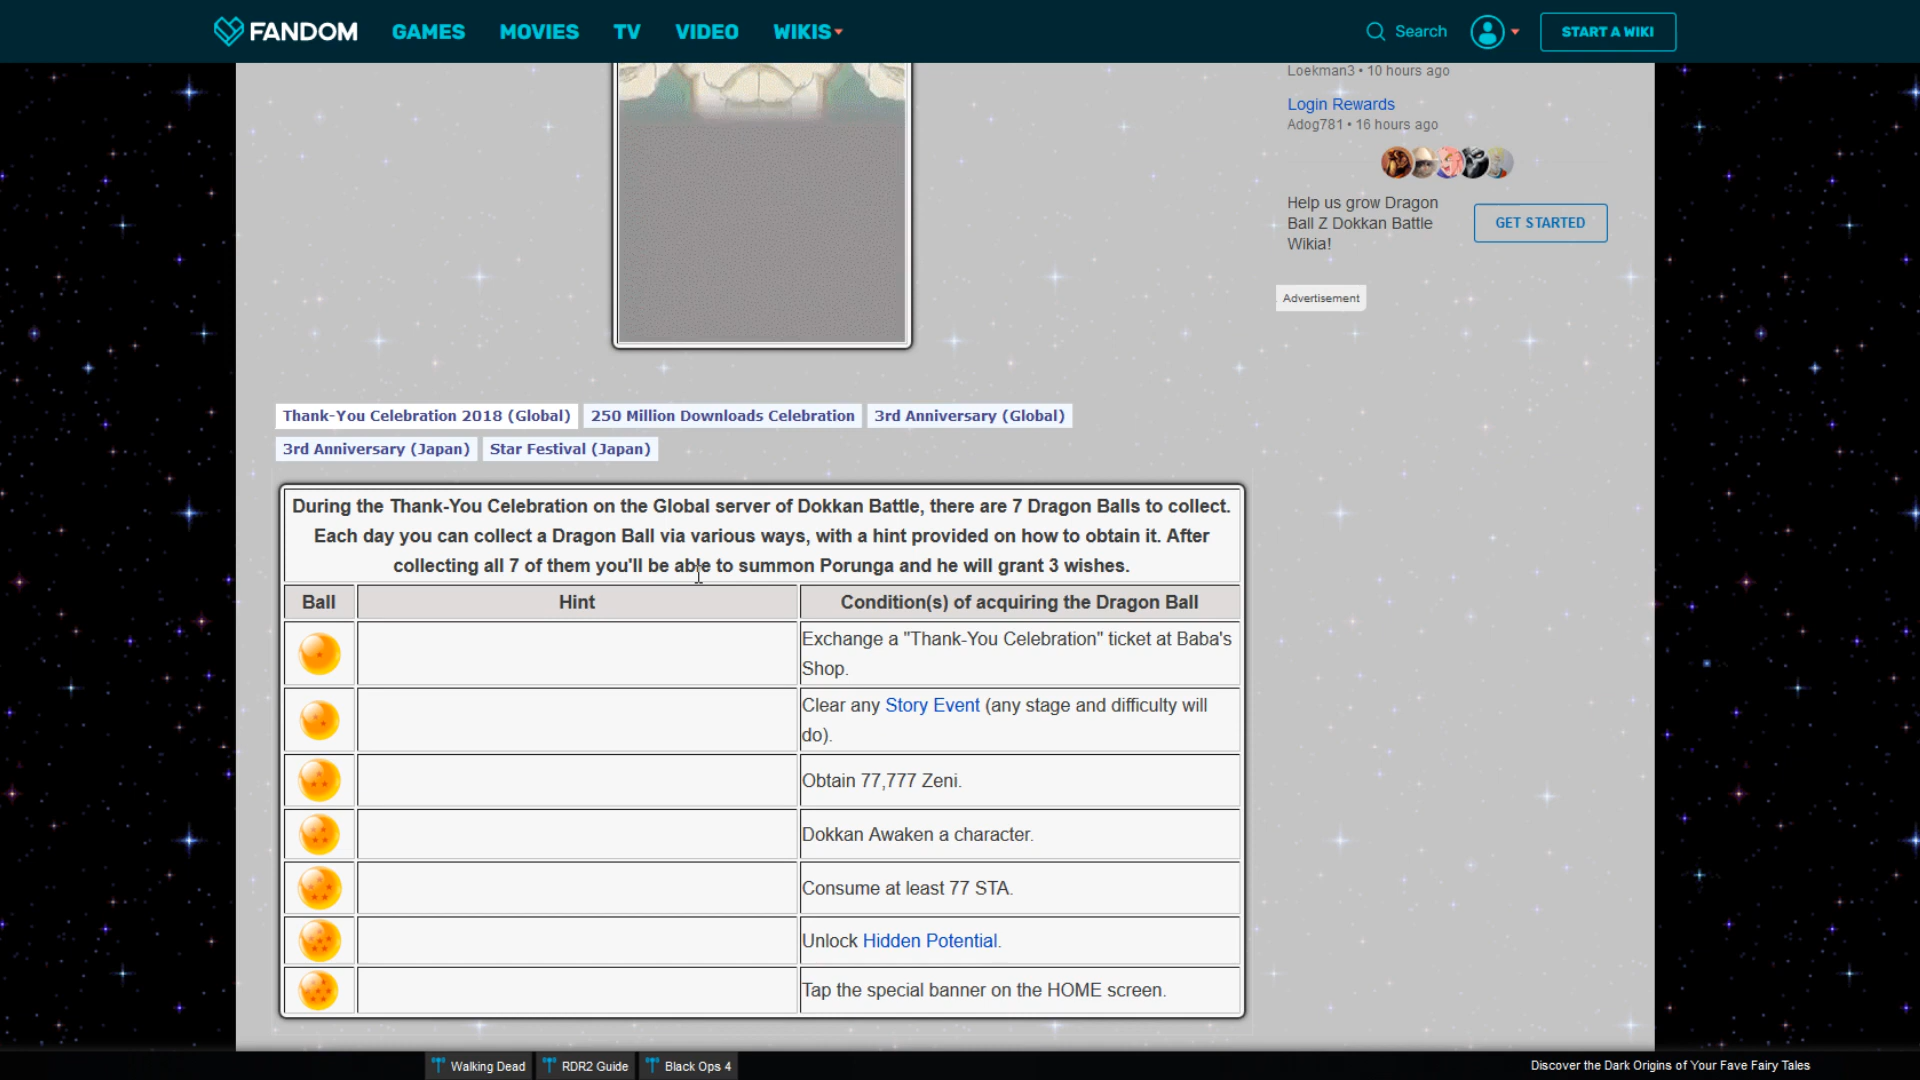 FANDOM GAMES MOVIES TV VIDEO WIKIS Search START A WIKI
Loekman3 • 10 hours ago
Login Rewards
Adog781 • 16 hours ago
Help us grow Dragon
Ball Z Dokkan Battle
Wikia!
GET STARTED
Advertisement
Thank-You Celebration 2018 (Global) 250 Million Downloads Celebration 3rd Anniversary (Global)
3rd Anniversary (Japan) Star Festival (Japan)
During the Thank-You Celebration on the Global server of Dokkan Battle, there are 7 Dragon Balls to collect.
Each day you can collect a Dragon Ball via various ways, with a hint provided on how to obtain it. After
collecting all 7 of them you'll be able to summon Porunga and he will grant 3 wishes.
Ball Hint Condition(s) of acquiring the Dragon Ball
Exchange a "Thank-You Celebration" ticket at Baba's
Shop.
Clear any Story Event (any stage and difficulty will
do).
Obtain 77,777 Zeni.
Dokkan Awaken a character.
Consume at least 77 STA.
Unlock Hidden Potential.
Tap the special banner on the HOME screen.
Walking Dead RDR2 Guide Black Ops 4 Discover the Dark Origins of Your Fave Fairy Tales